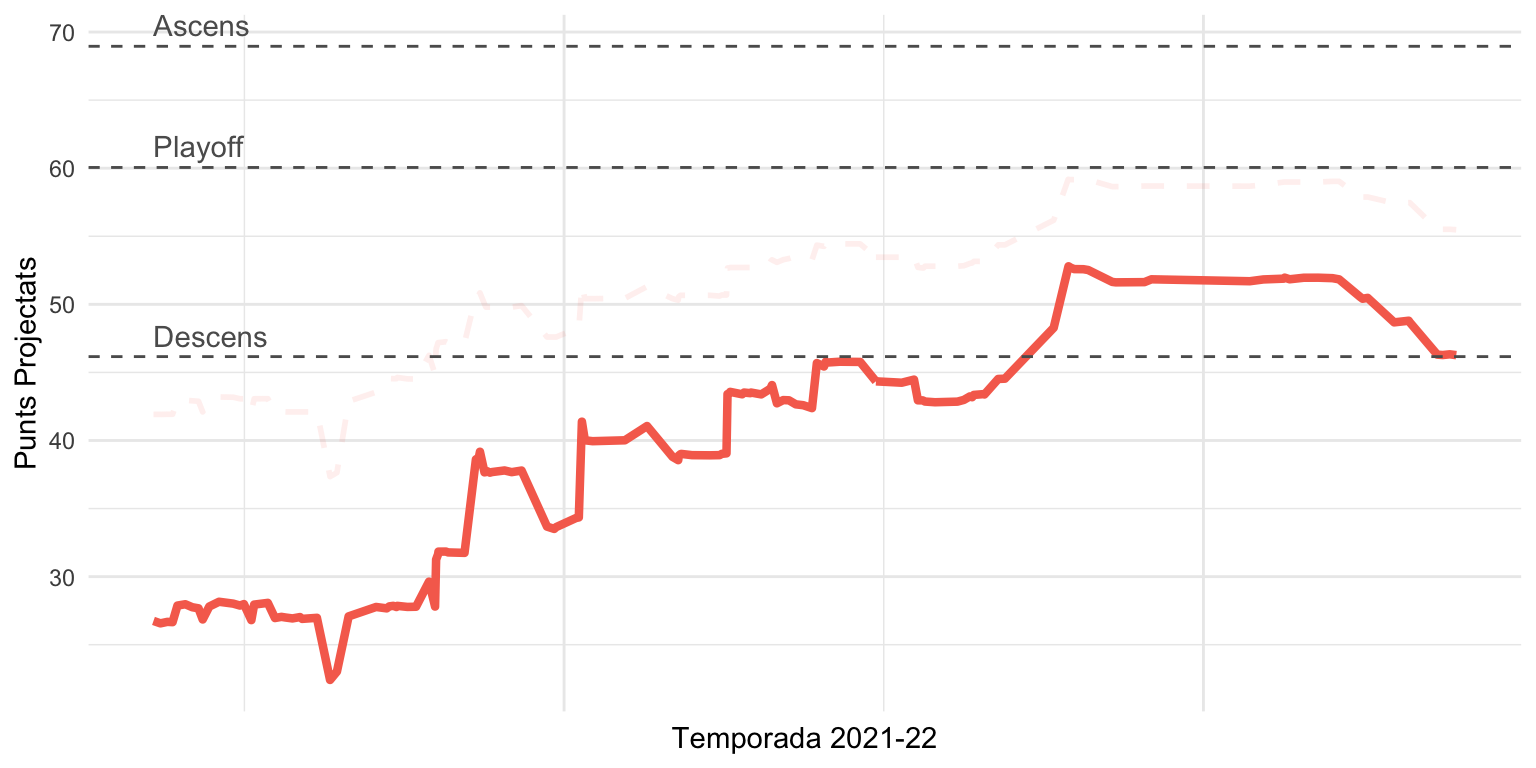 70
Ascens
Playoff
60
50
Descens
40
30
Punts Projectats
Temporada 2021-22